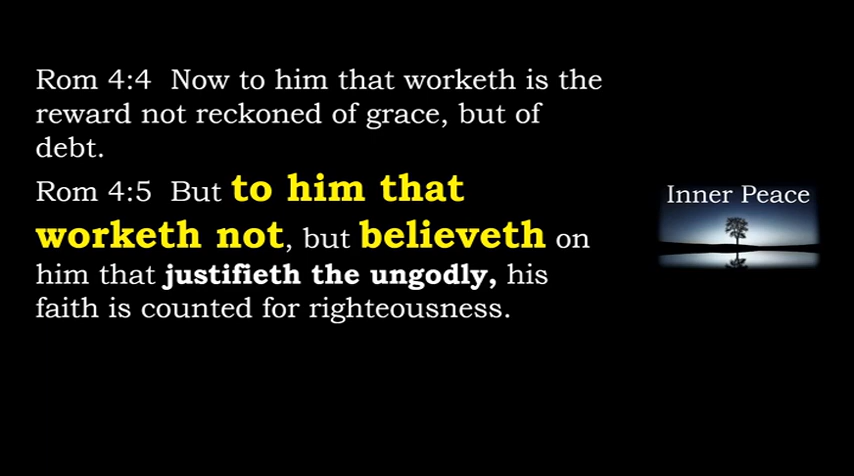 Rom 4:4  Now to him that worketh is the
reward not reckoned of grace, but of
debt.
Rom 4:5  But to him that
worketh not, but believeth on
him that justifieth the ungodly, his
faith is counted for righteousness.
Inner Peace